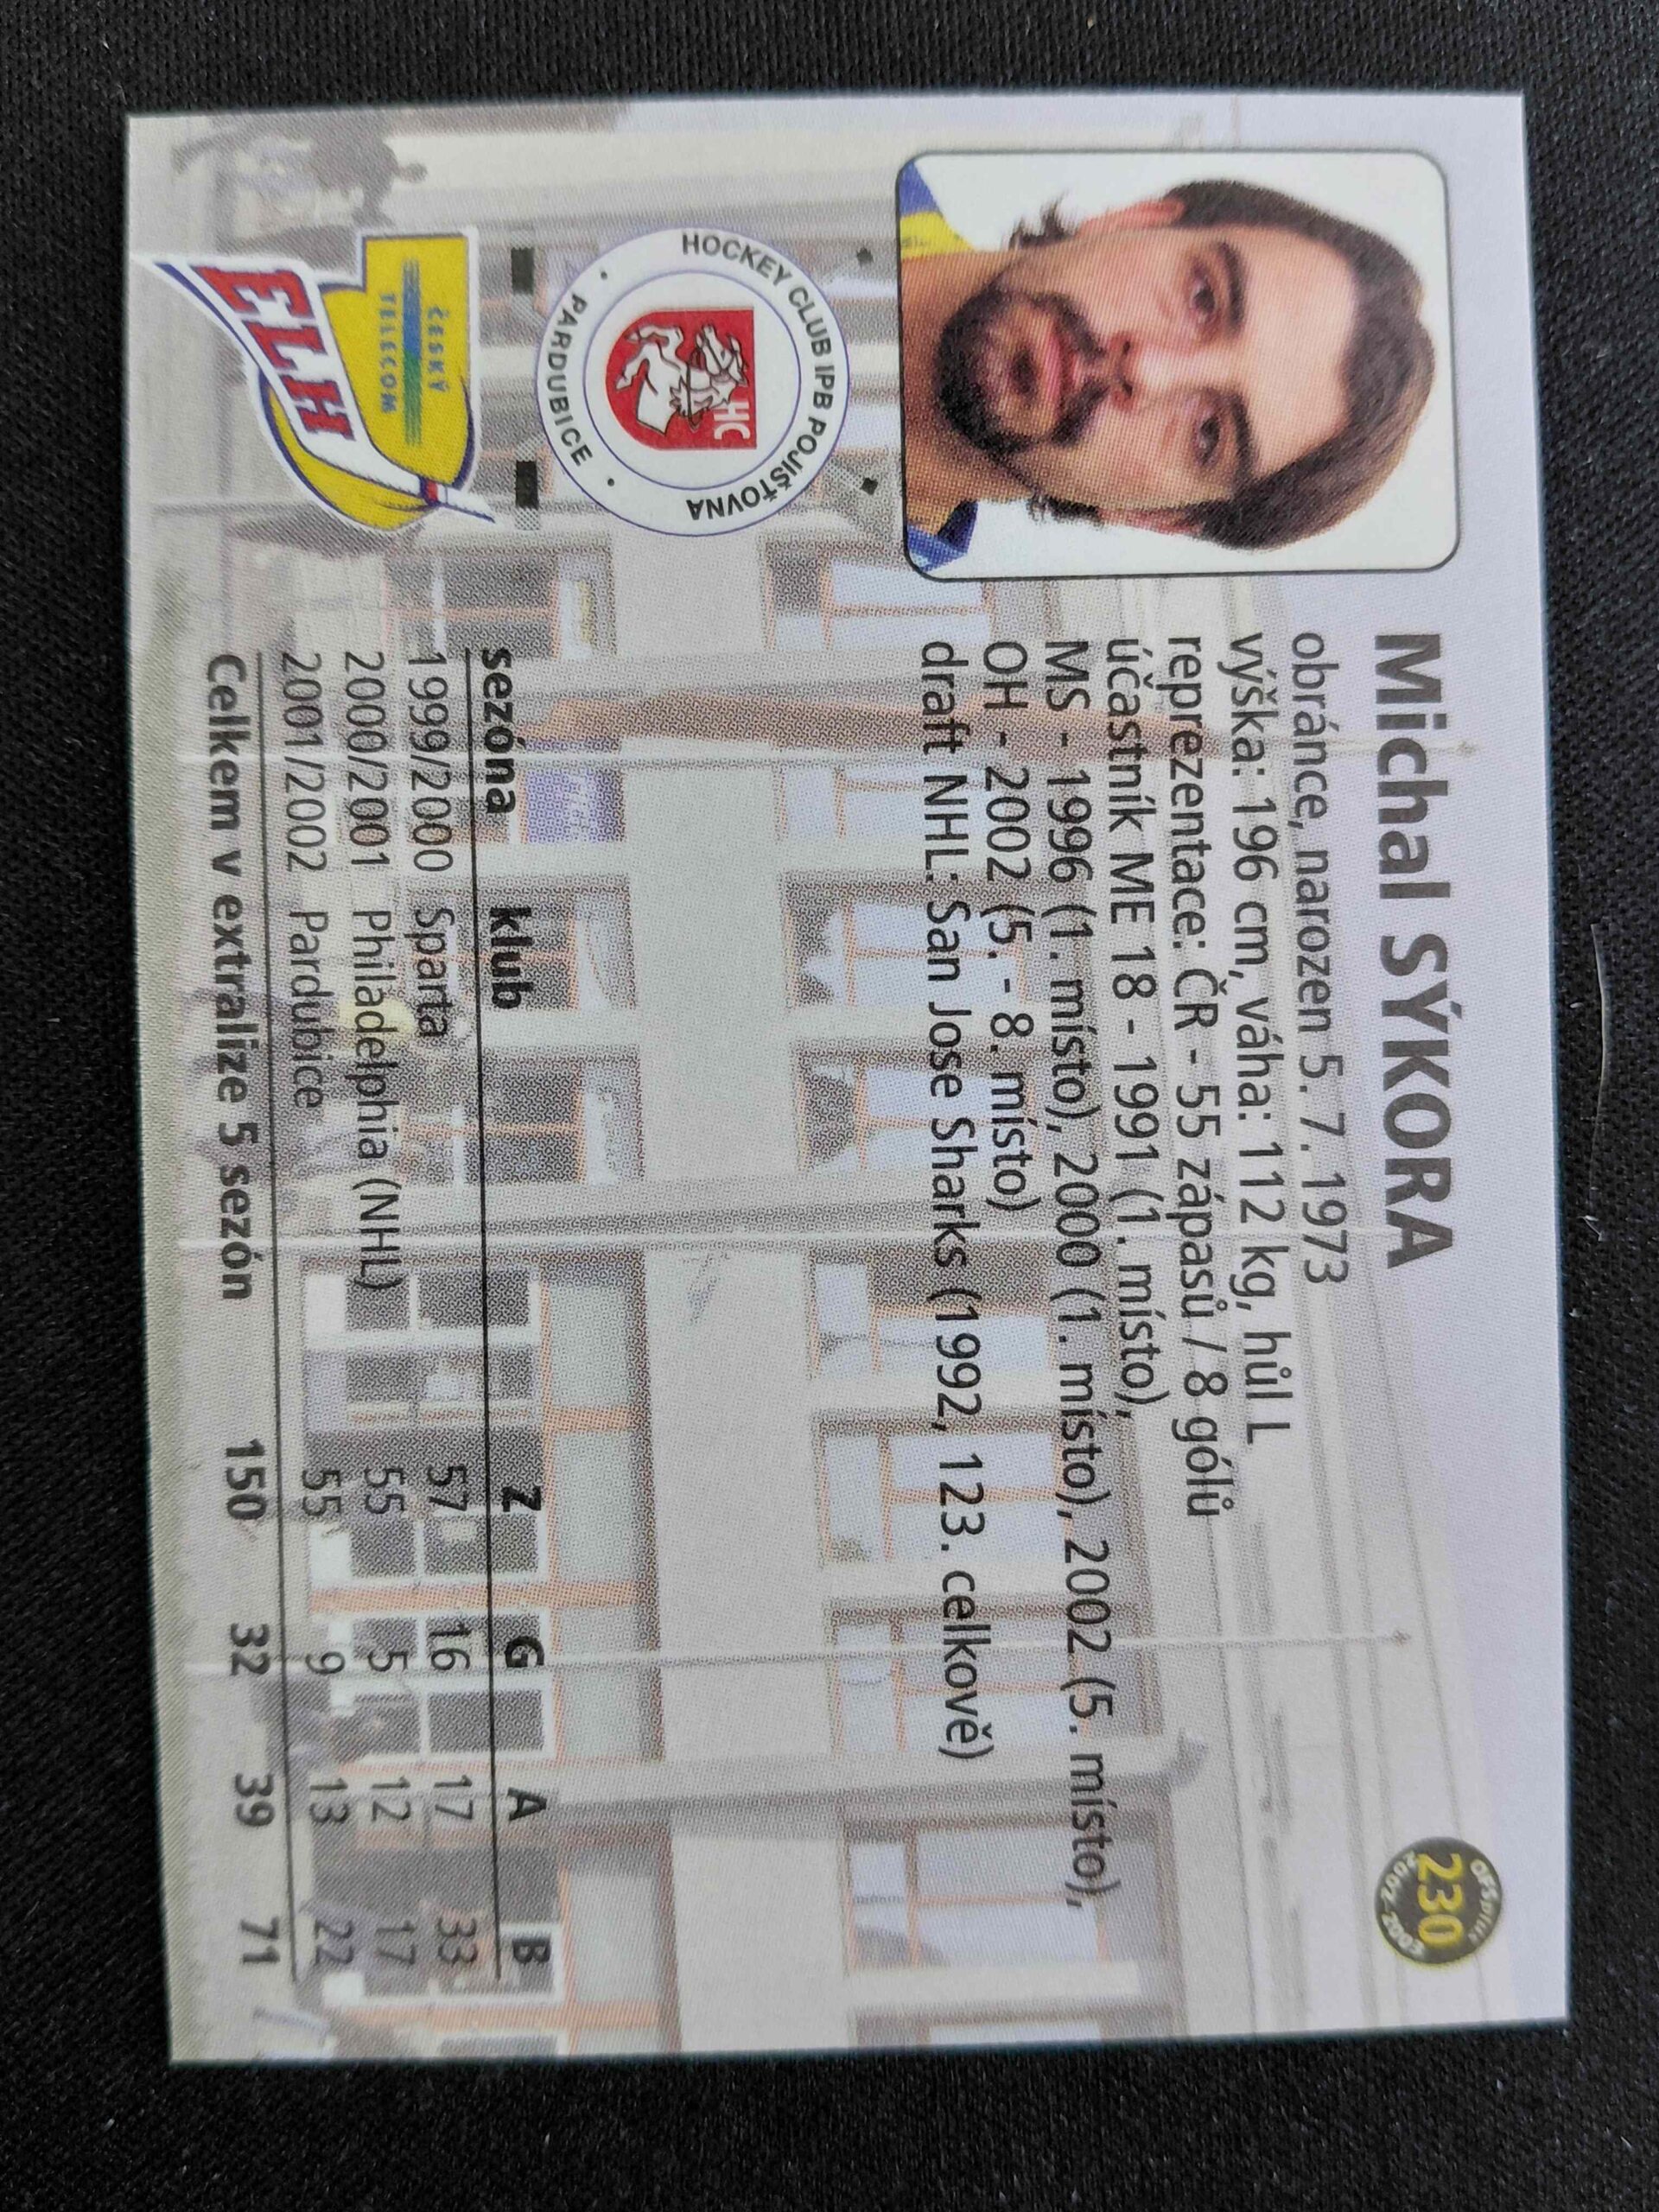 Michal SÝKORA
230
OFSplus
2002-2003
obránce, narozen 5. 7. 1973
výška: 196 cm, váha: 112 kg, hůl L
reprezentace: ČR - 55 zápasů / 8 gólů
účastník ME 18 - 1991 (1. místo),
MS - 1996 (1. místo), 2000 (1. místo), 2002 (5. místo),
OH - 2002 (5. - 8. místo)
draft NHL: San Jose Sharks (1992, 123. celkově)
HOCKEY CLUB IPB POJIŠŤOVNA
HC
• PARDUBICE •
ČESKÝ
TELECOM
ELH
sezóna klub Z G A B
1999/2000 Sparta 57 16 17 33
2000/2001 Philadelphia (NHL) 55 5 12 17
2001/2002 Pardubice 55 9 13 22
Celkem v extralize 5 sezón 150 32 39 71